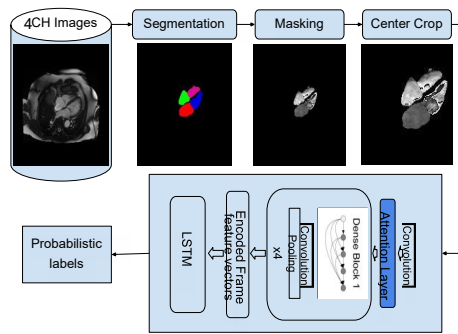 4CH Images
Segmentation
Masking
Center Crop
Convolution
Attention Layer
Dense Block 1
Convolution
Pooling
x4
Encoded Frame
feature vectors
LSTM
Probabilistic
labels